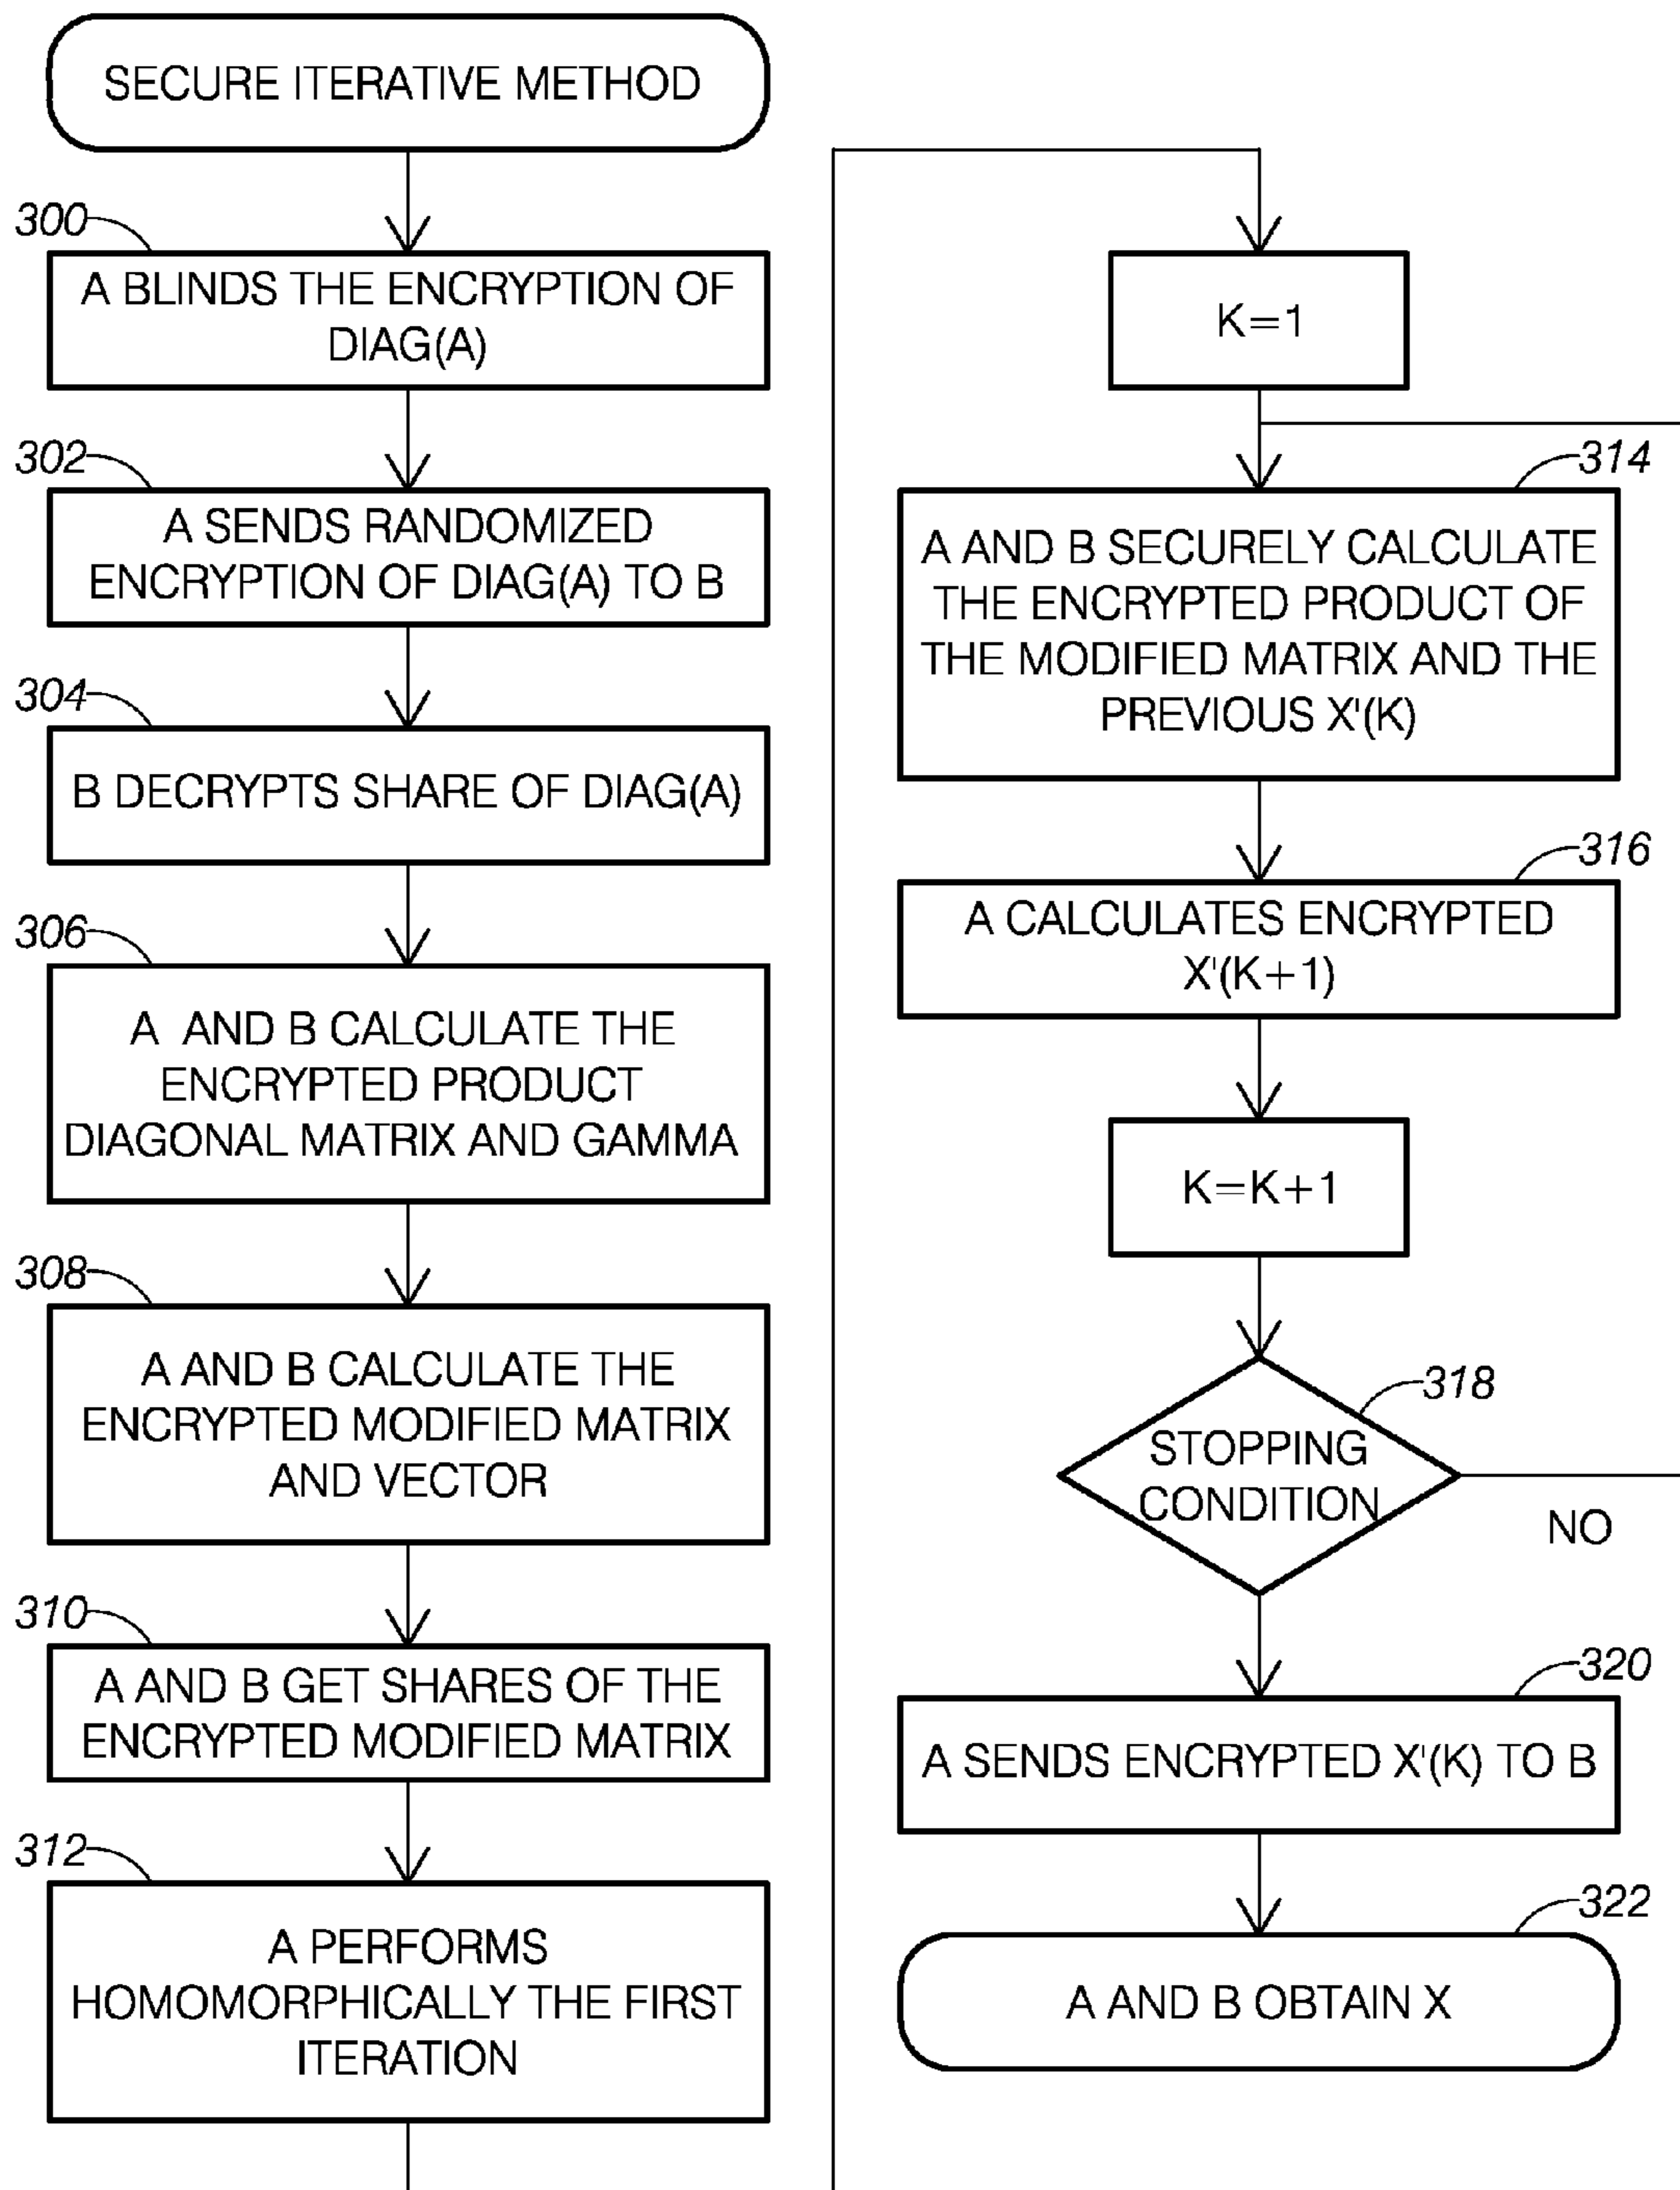 SECURE ITERATIVE METHOD
300
A BLINDS THE ENCRYPTION OF
DIAG(A)
302
A SENDS RANDOMIZED
ENCRYPTION OF DIAG(A) TO B
304
B DECRYPTS SHARE OF DIAG(A)
306
A AND B CALCULATE THE
ENCRYPTED PRODUCT
DIAGONAL MATRIX AND GAMMA
308
A AND B CALCULATE THE
ENCRYPTED MODIFIED MATRIX
AND VECTOR
310
A AND B GET SHARES OF THE
ENCRYPTED MODIFIED MATRIX
312
A PERFORMS
HOMOMORPHICALLY THE FIRST
ITERATION
K=1
314
A AND B SECURELY CALCULATE
THE ENCRYPTED PRODUCT OF
THE MODIFIED MATRIX AND THE
PREVIOUS X'(K)
316
A CALCULATES ENCRYPTED
X'(K+1)
K=K+1
318
STOPPING
CONDITION
NO
320
A SENDS ENCRYPTED X'(K) TO B
322
A AND B OBTAIN X